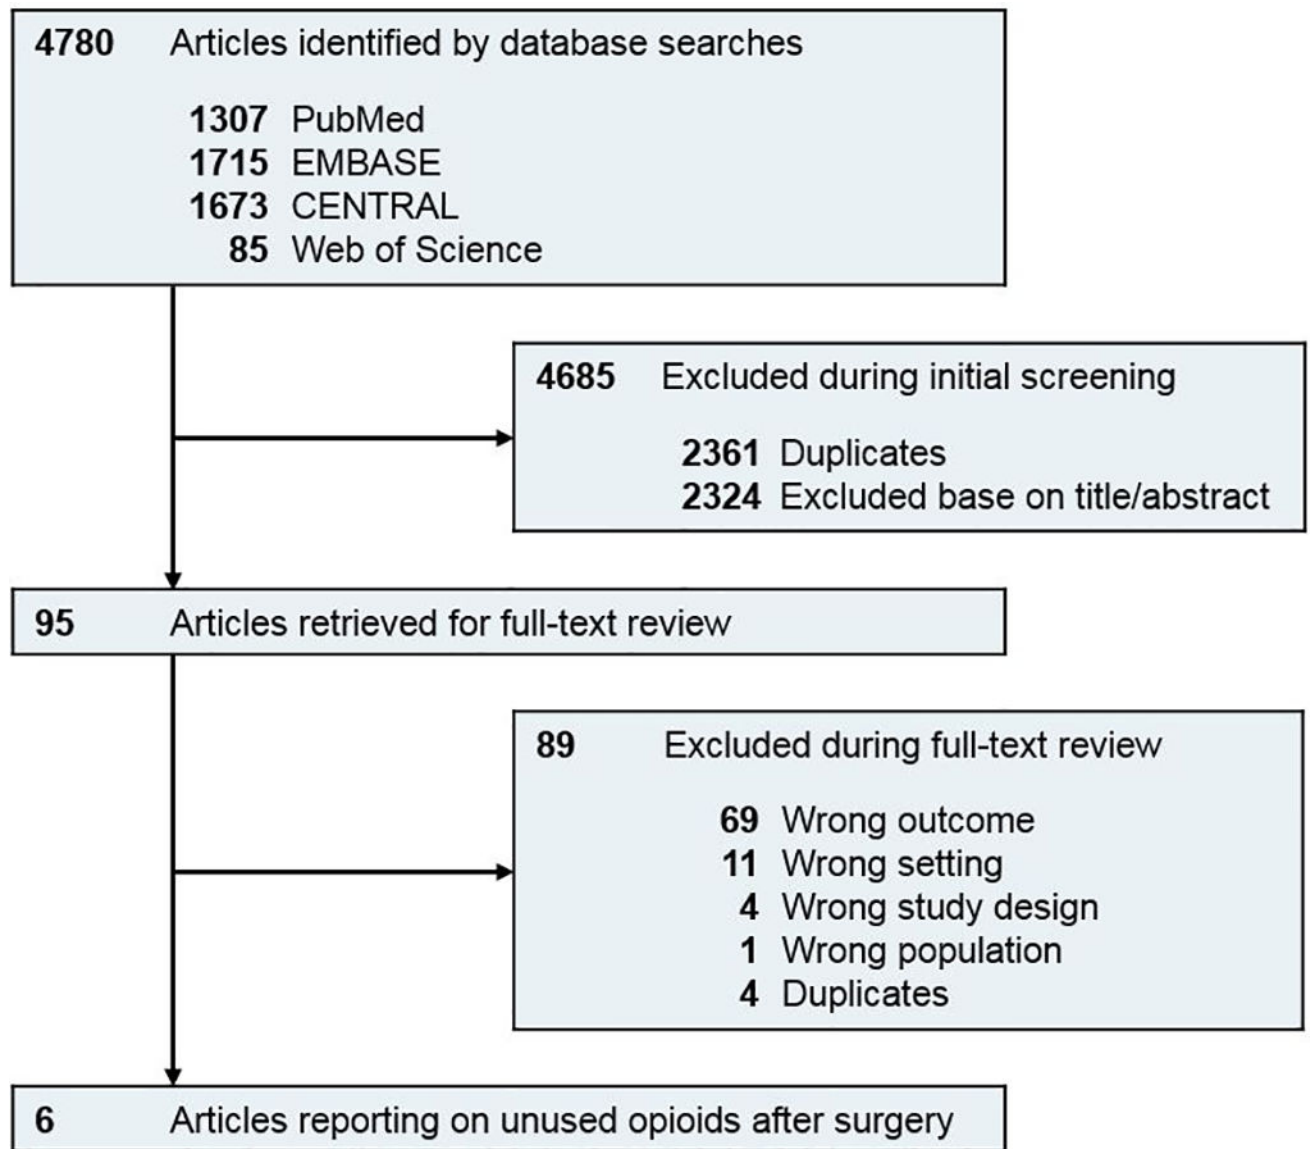 4780 Articles identified by database searches
1307 PubMed
1715 EMBASE
1673 CENTRAL
85 Web of Science
4685 Excluded during initial screening
2361 Duplicates
2324 Excluded base on title/abstract
95 Articles retrieved for full-text review
89 Excluded during full-text review
69 Wrong outcome
11 Wrong setting
4 Wrong study design
1 Wrong population
4 Duplicates
6 Articles reporting on unused opioids after surgery